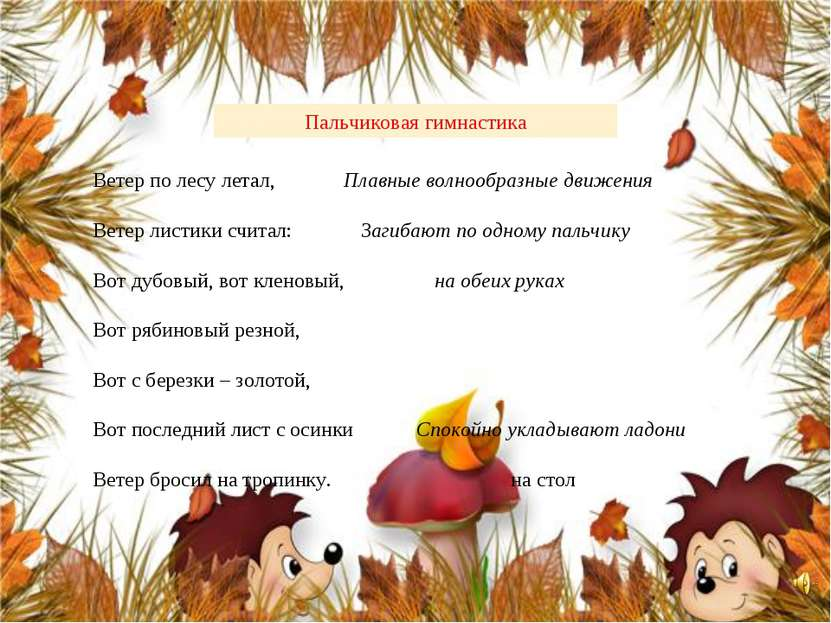 Пальчиковая гимнастика
Ветер по лесу летал, Плавные волнообразные движения
Ветер листики считал: Загибают по одному пальчику
Вот дубовый, вот кленовый, на обеих руках
Вот рябиновый резной,
Вот с березки – золотой,
Вот последний лист с осинки Спокойно укладывают ладони
Ветер бросил на тропинку. на стол